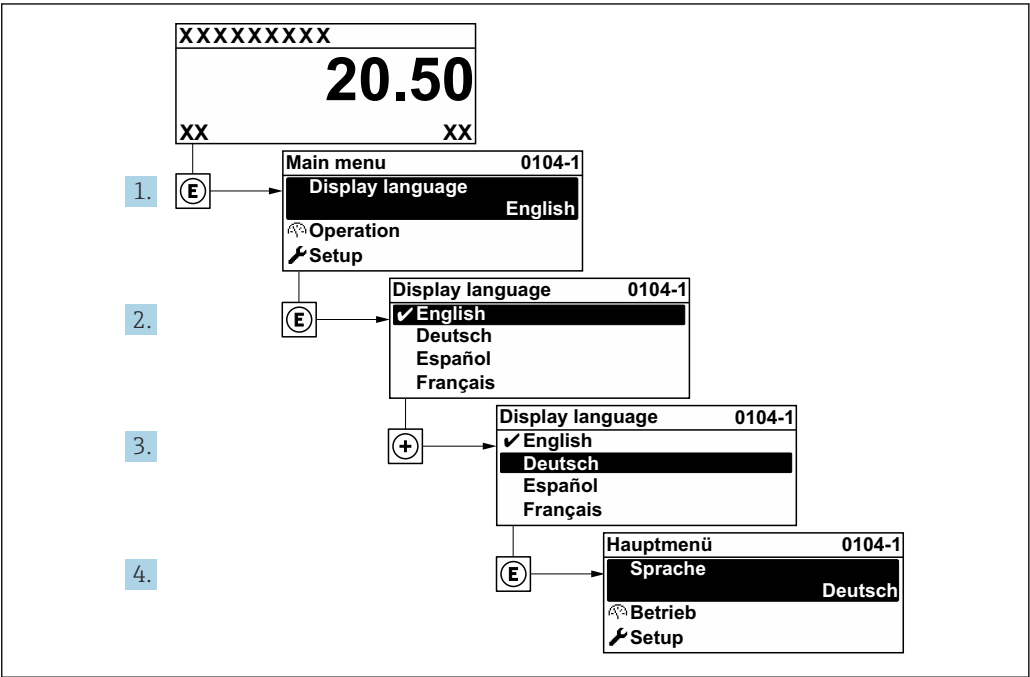 XXXXXXXXX
20.50
XX XX
1. E
Main menu 0104-1
Display language
English
Operation
Setup
2. E
Display language 0104-1
✔English
Deutsch
Español
Français
3. +
Display language 0104-1
✔English
Deutsch
Español
Français
4. E
Hauptmenü 0104-1
Sprache
Deutsch
Betrieb
Setup